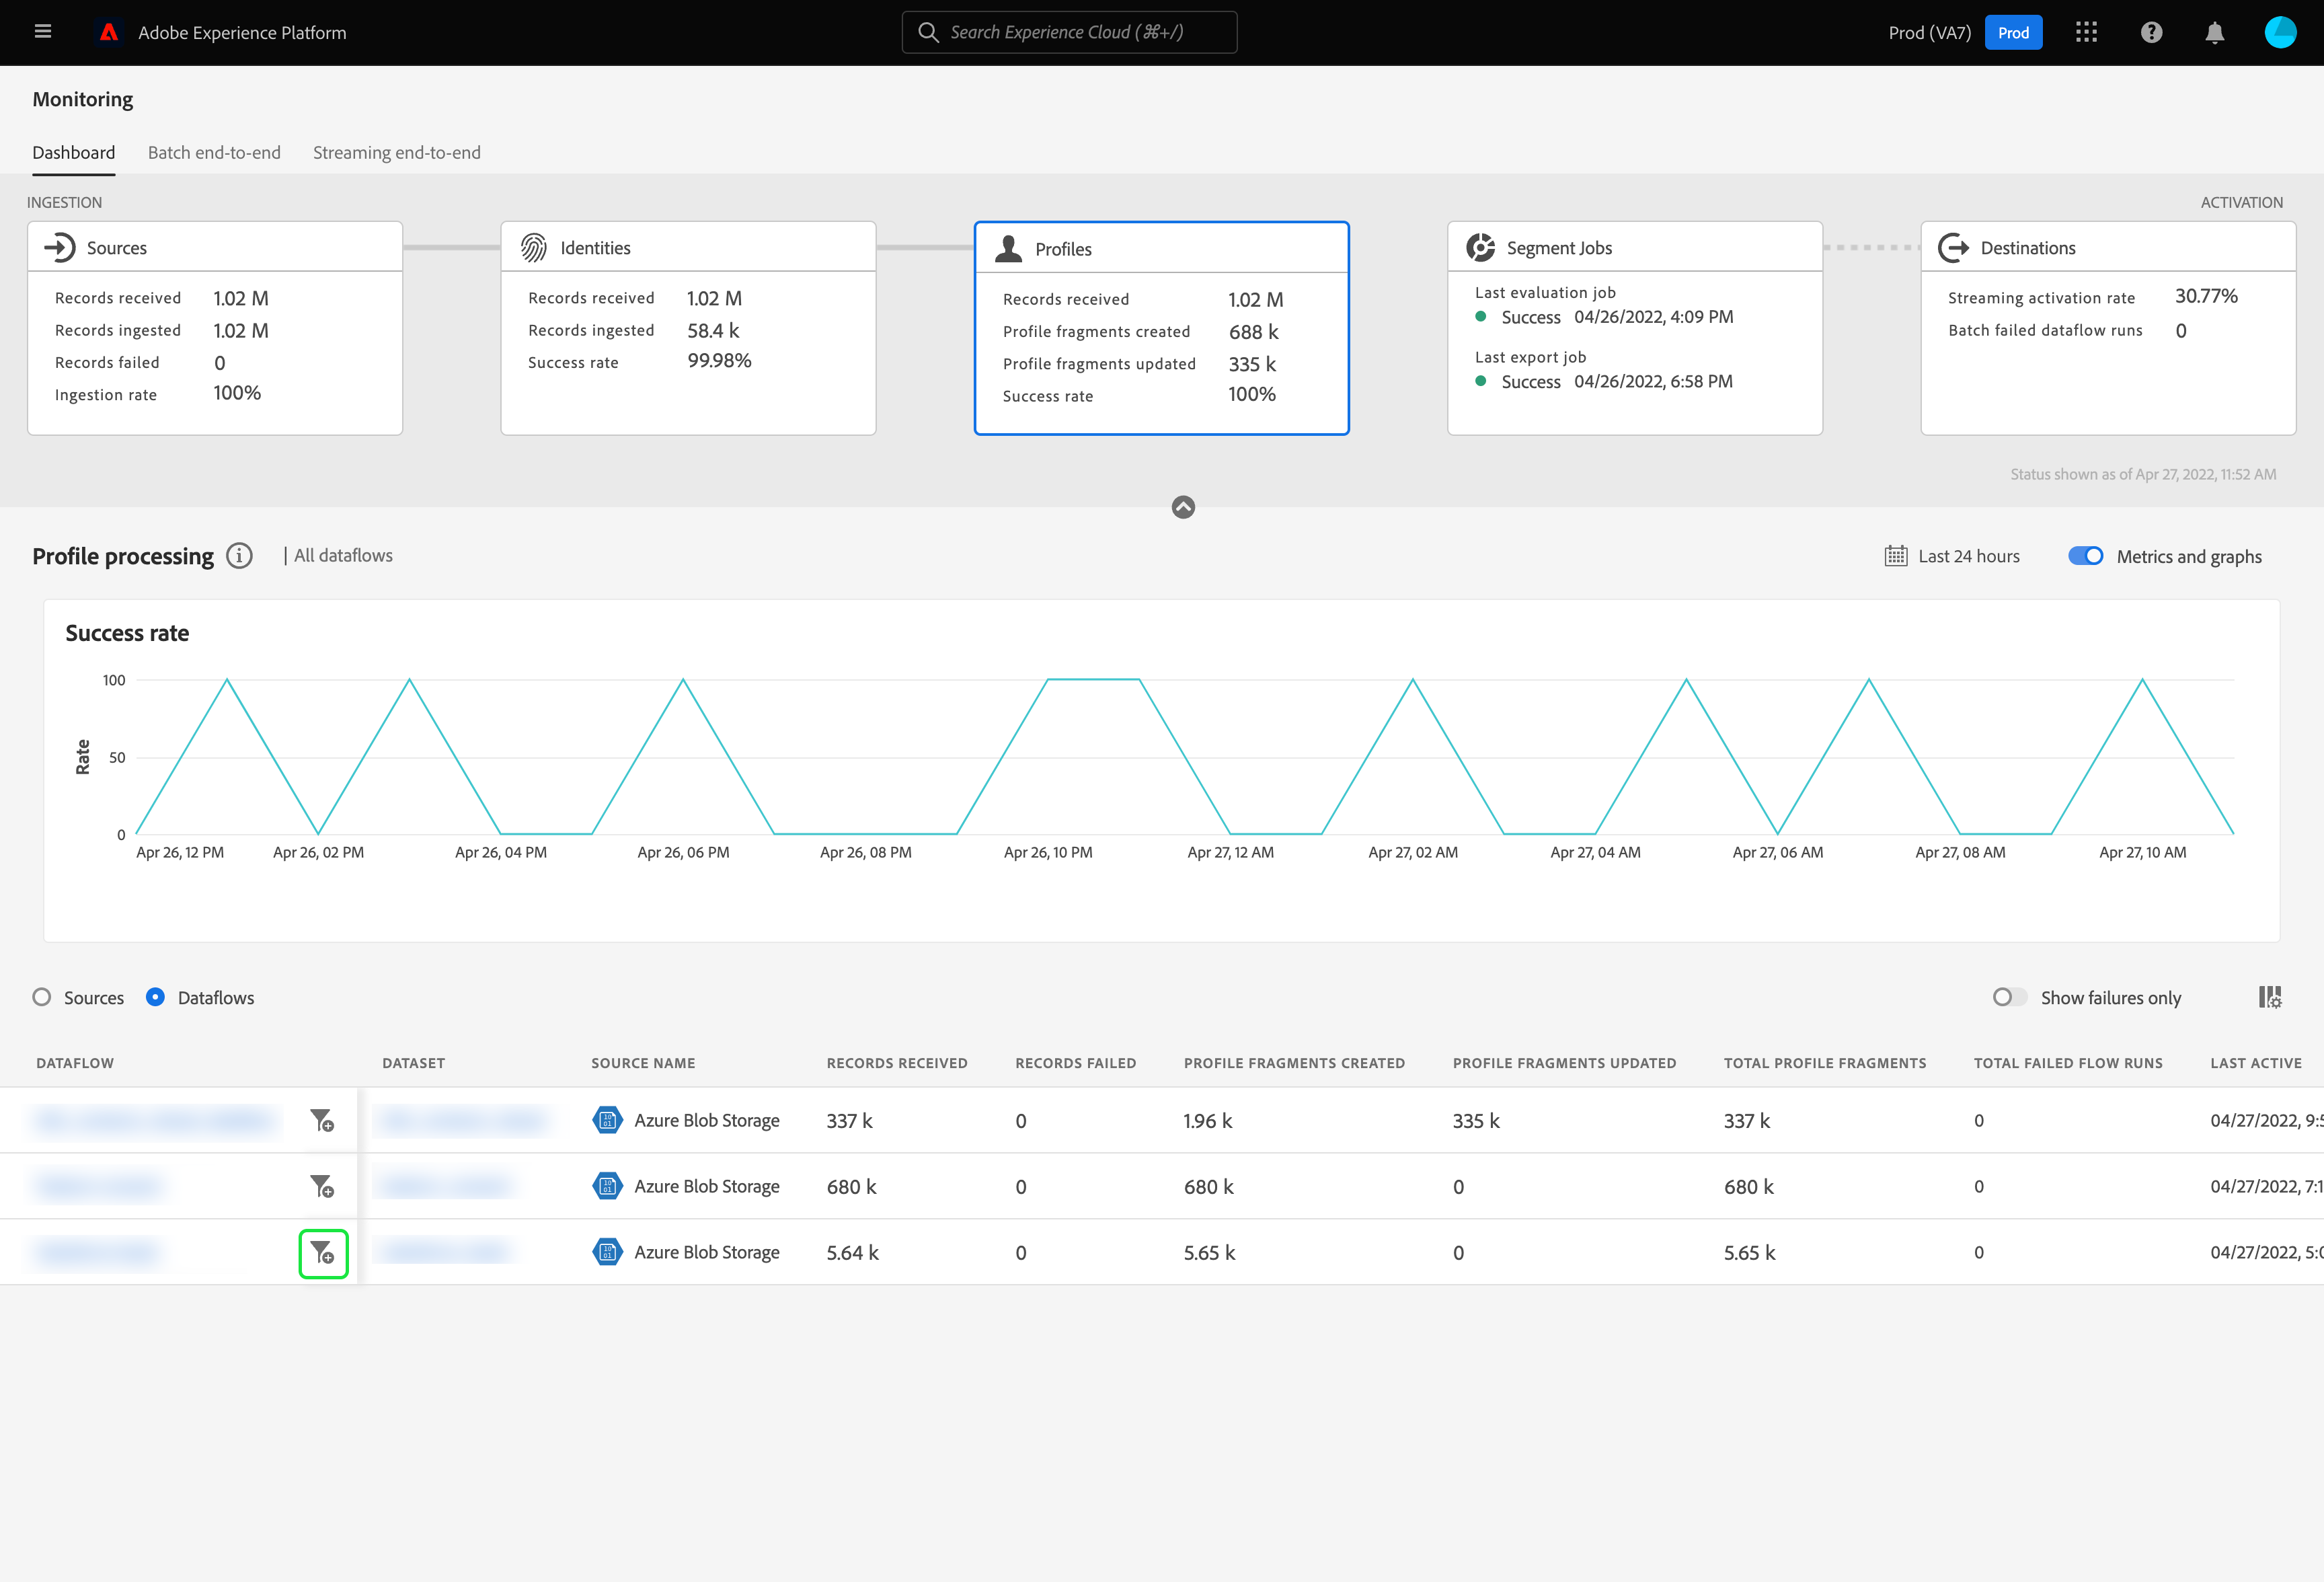 Adobe Experience Platform
Search Experience Cloud (⌘+/)
Prod (VA7)
Prod
Monitoring
Dashboard
Batch end-to-end
Streaming end-to-end
INGESTION
ACTIVATION
Sources
Records received 1.02 M
Records ingested 1.02 M
Records failed 0
Ingestion rate 100%
Identities
Records received 1.02 M
Records ingested 58.4 k
Success rate 99.98%
Profiles
Records received 1.02 M
Profile fragments created 688 k
Profile fragments updated 335 k
Success rate 100%
Segment Jobs
Last evaluation job
Success 04/26/2022, 4:09 PM
Last export job
Success 04/26/2022, 6:58 PM
Destinations
Streaming activation rate 30.77%
Batch failed dataflow runs 0
Status shown as of Apr 27, 2022, 11:52 AM
Profile processing | All dataflows
Last 24 hours
Metrics and graphs
Success rate
Rate
100
50
0
Apr 26, 12 PM
Apr 26, 02 PM
Apr 26, 04 PM
Apr 26, 06 PM
Apr 26, 08 PM
Apr 26, 10 PM
Apr 27, 12 AM
Apr 27, 02 AM
Apr 27, 04 AM
Apr 27, 06 AM
Apr 27, 08 AM
Apr 27, 10 AM
Sources
Dataflows
Show failures only
DATAFLOW DATASET SOURCE NAME RECORDS RECEIVED RECORDS FAILED PROFILE FRAGMENTS CREATED PROFILE FRAGMENTS UPDATED TOTAL PROFILE FRAGMENTS TOTAL FAILED FLOW RUNS LAST ACTIVE
Azure Blob Storage 337 k 0 1.96 k 335 k 337 k 0 04/27/2022, 9:5
Azure Blob Storage 680 k 0 680 k 0 680 k 0 04/27/2022, 7:1
Azure Blob Storage 5.64 k 0 5.65 k 0 5.65 k 0 04/27/2022, 5:0